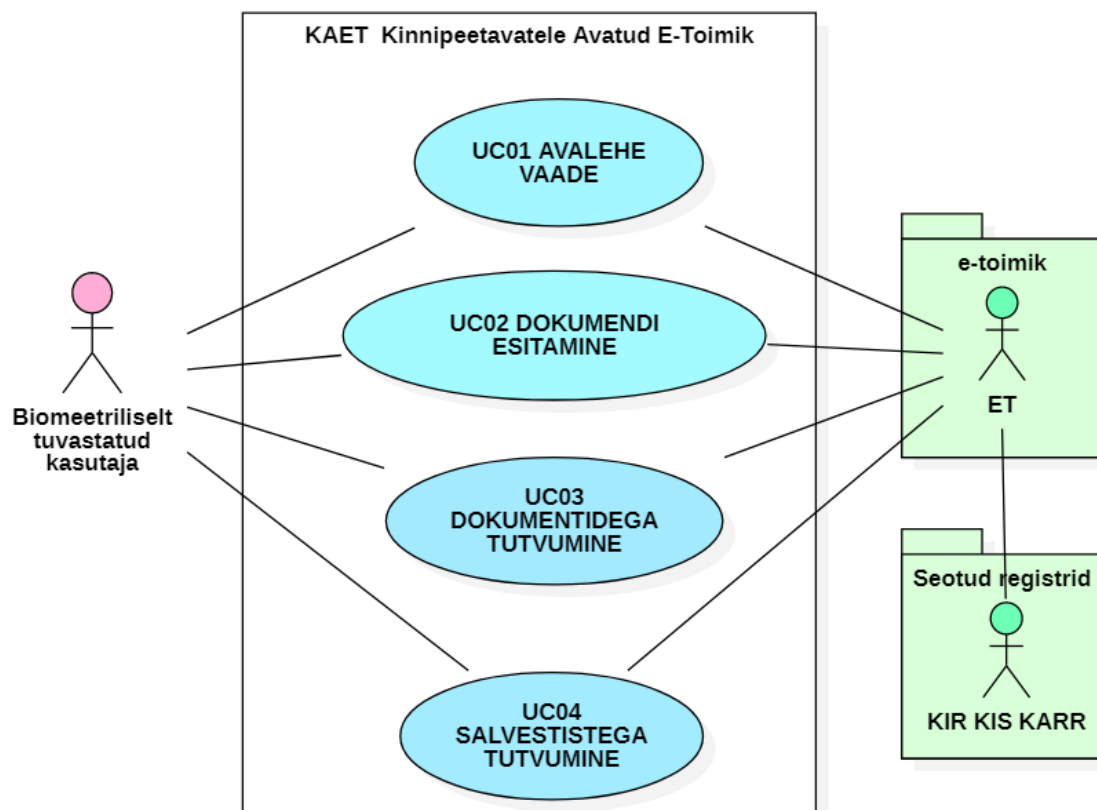 KAET Kinnipeetavatele Avatud E-Toimik
UC01 AVALEHE
VAADE
UC02 DOKUMENDI
ESITAMINE
UC03
DOKUMENTIDEGA
TUTVUMINE
UC04
SALVESTISTEGA
TUTVUMINE
Biomeetriliselt
tuvastatud
kasutaja
e-toimik
ET
Seotud registrid
KIR KIS KARR